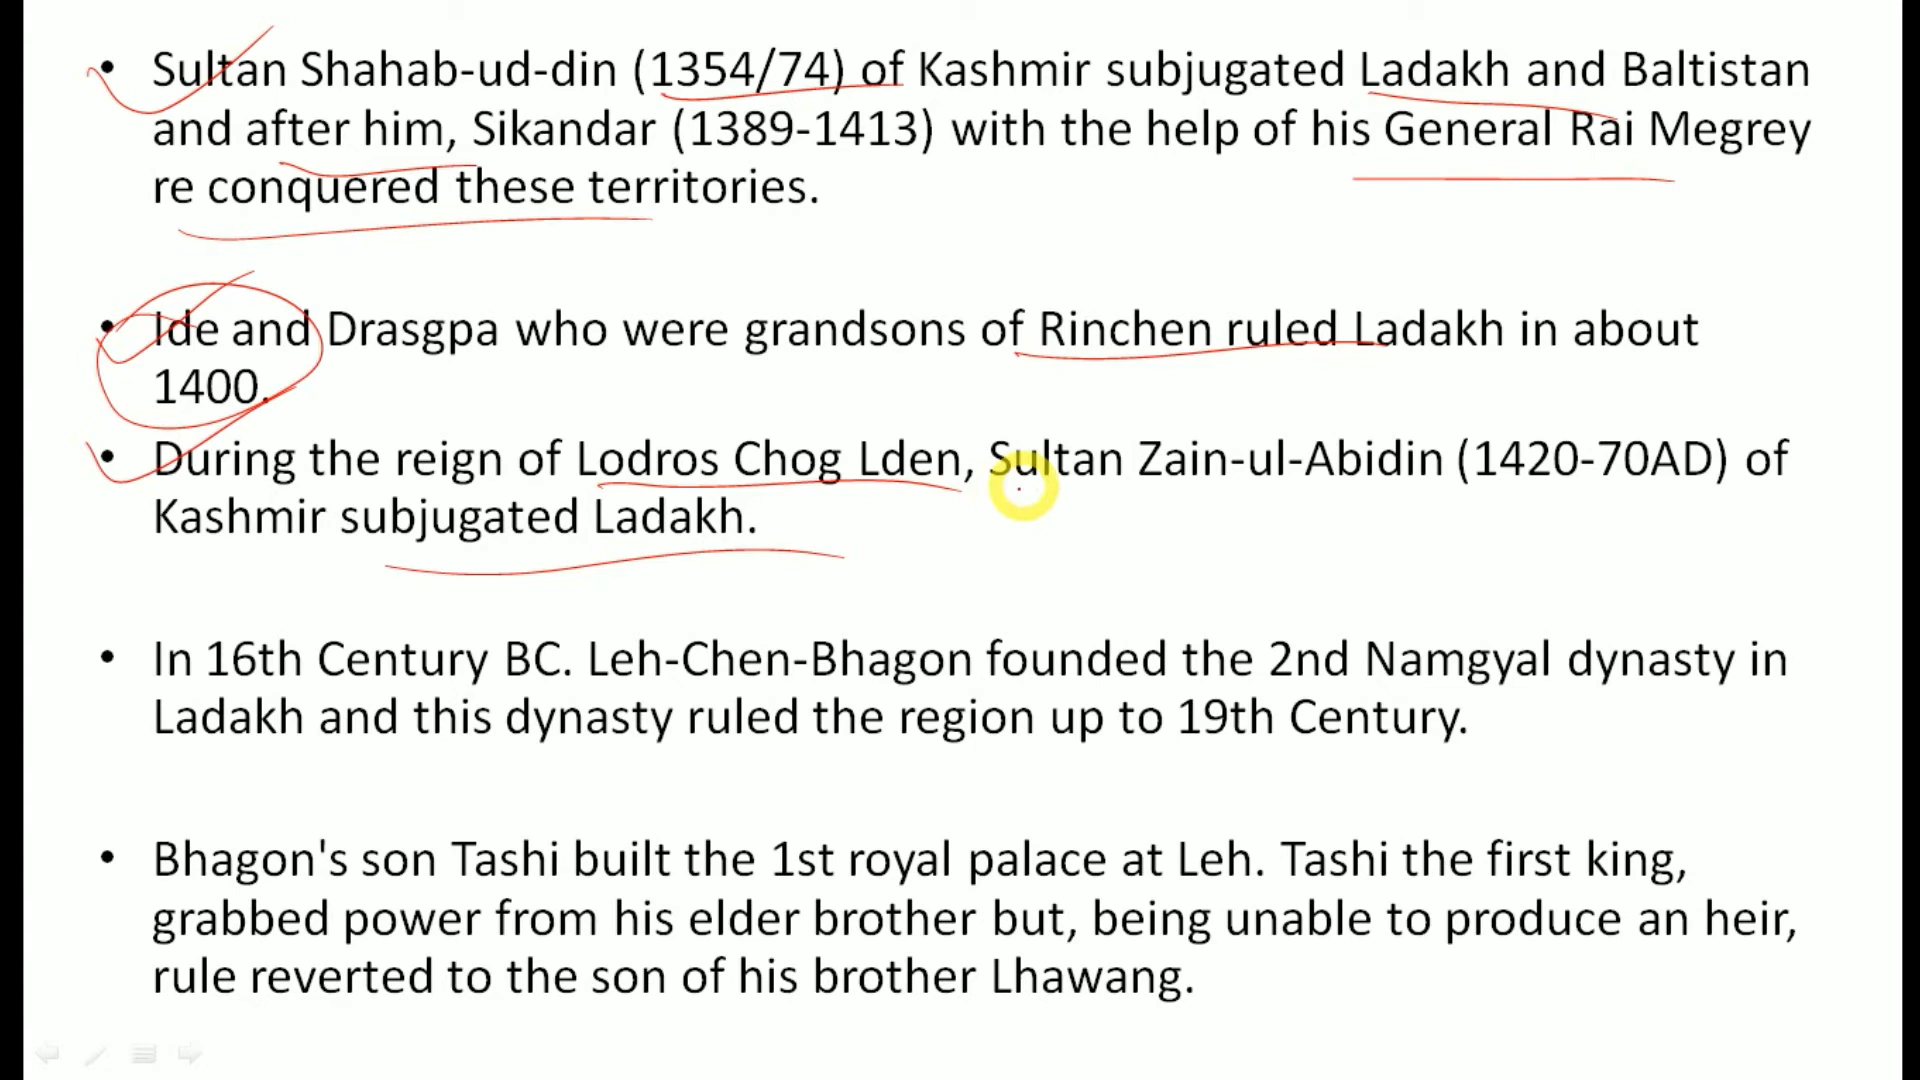 • Sultan Shahab-ud-din (1354/74) of Kashmir subjugated Ladakh and Baltistan
and after him, Sikandar (1389-1413) with the help of his General Rai Megrey
re conquered these territories.
• Ide and Drasgpa who were grandsons of Rinchen ruled Ladakh in about
1400.
• During the reign of Lodros Chog Lden, Sultan Zain-ul-Abidin (1420-70AD) of
Kashmir subjugated Ladakh.
• In 16th Century BC. Leh-Chen-Bhagon founded the 2nd Namgyal dynasty in
Ladakh and this dynasty ruled the region up to 19th Century.
• Bhagon's son Tashi built the 1st royal palace at Leh. Tashi the first king,
grabbed power from his elder brother but, being unable to produce an heir,
rule reverted to the son of his brother Lhawang.